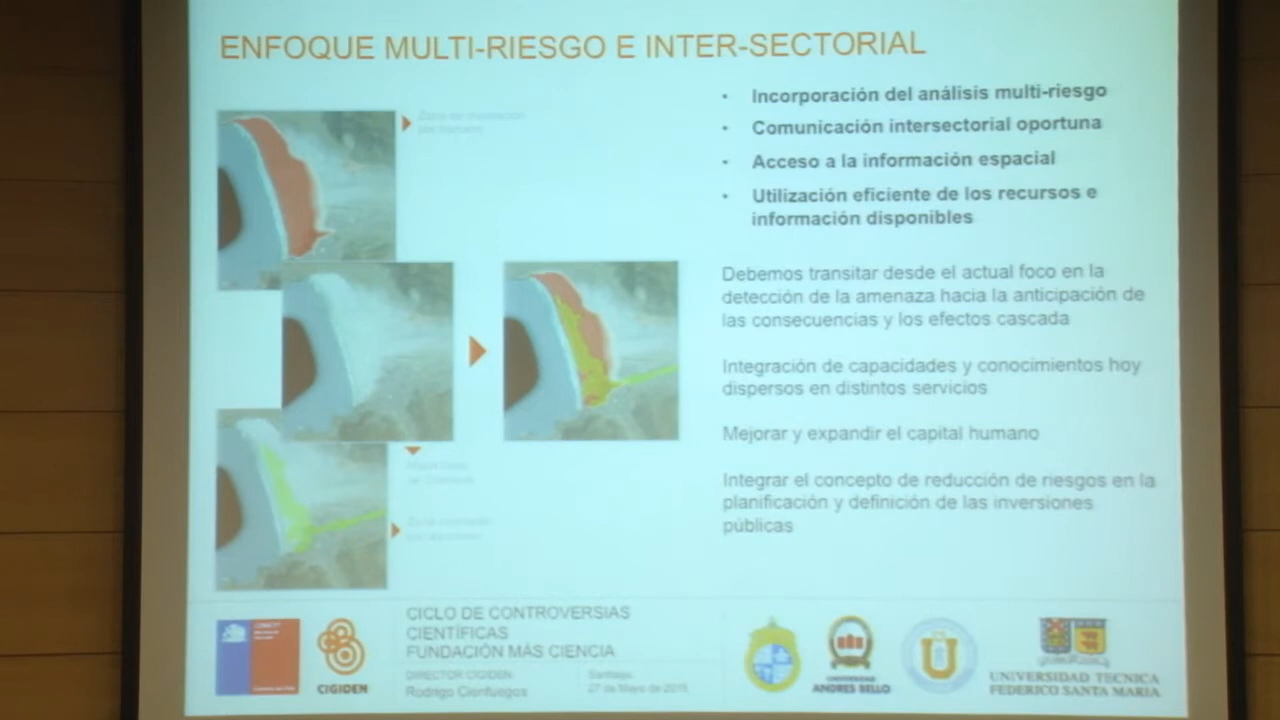 ENFOQUE MULTI-RIESGO E INTER-SECTORIAL
• Incorporación del análisis multi-riesgo
• Comunicación intersectorial oportuna
• Acceso a la información espacial
• Utilización eficiente de los recursos e
información disponibles
Debemos transitar desde el actual foco en la
detección de la amenaza hacia la anticipación de
las consecuencias y los efectos cascada
Integración de capacidades y conocimientos hoy
dispersos en distintos servicios
Mejorar y expandir el capital humano
Integrar el concepto de reducción de riesgos en la
planificación y definición de las inversiones
públicas
CIGIDEN
CICLO DE CONTROVERSIAS
CIENTÍFICAS
FUNDACIÓN MÁS CIENCIA
DIRECTOR CIGIDEN:
Rodrigo Cienfuegos
Santiago
27 de Mayo de 2015
UNIVERSIDAD
ANDRES BELLO
UNIVERSIDAD TECNICA
FEDERICO SANTA MARIA